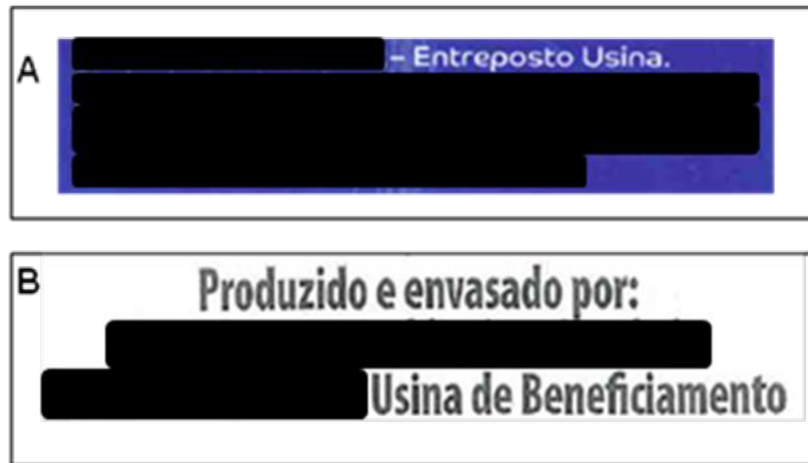 A
– Entreposto Usina.
B
Produzido e envasado por:
Usina de Beneficiamento